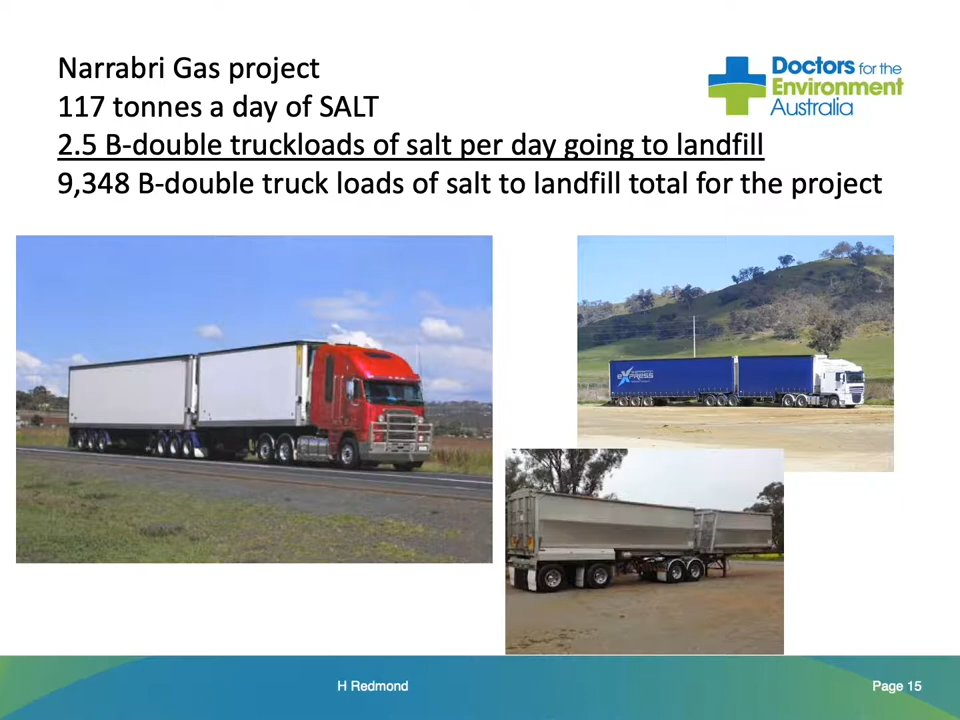 Narrabri Gas project
117 tonnes a day of SALT
2.5 B-double truckloads of salt per day going to landfill
9,348 B-double truck loads of salt to landfill total for the project
Doctors for the
Environment
Australia
eXPRESS
H Redmond
Page 15